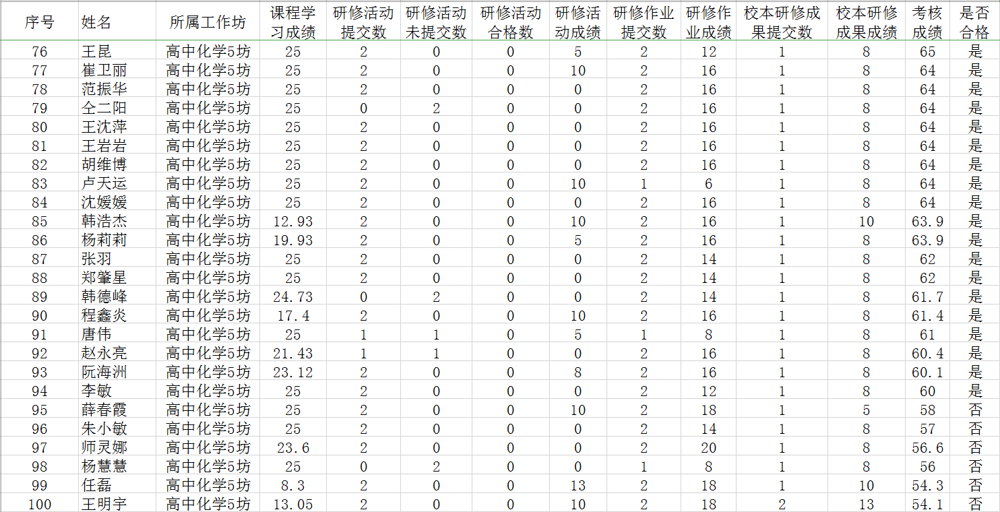 序号 姓名 所属工作坊 课程学习成绩 研修活动提交数 研修活动未提交数 研修活动合格数 研修活动成绩 研修作业提交数 研修作业成绩 校本研修成果提交数 校本研修成果成绩 考核成绩 是否合格
76 王昆 高中化学5坊 25 2 0 0 5 2 12 1 8 65 是
77 崔卫丽 高中化学5坊 25 2 0 0 10 2 16 1 8 64 是
78 范振华 高中化学5坊 25 2 0 0 0 2 16 1 8 64 是
79 仝二阳 高中化学5坊 25 0 2 0 0 2 16 1 8 64 是
80 王沈萍 高中化学5坊 25 2 0 0 0 2 16 1 8 64 是
81 王岩岩 高中化学5坊 25 2 0 0 0 2 16 1 8 64 是
82 胡维博 高中化学5坊 25 2 0 0 0 2 16 1 8 64 是
83 卢天运 高中化学5坊 25 2 0 0 10 1 6 1 8 64 是
84 沈媛媛 高中化学5坊 25 2 0 0 0 2 16 1 8 64 是
85 韩浩杰 高中化学5坊 12.93 2 0 0 10 2 16 1 10 63.9 是
86 杨莉莉 高中化学5坊 19.93 2 0 0 5 2 16 1 8 63.9 是
87 张羽 高中化学5坊 25 2 0 0 0 2 14 1 8 62 是
88 郑肇星 高中化学5坊 25 2 0 0 0 2 14 1 8 62 是
89 韩德峰 高中化学5坊 24.73 0 2 0 0 2 14 1 8 61.7 是
90 程鑫炎 高中化学5坊 17.4 2 0 0 10 2 16 1 8 61.4 是
91 唐伟 高中化学5坊 25 1 1 0 5 1 8 1 8 61 是
92 赵永亮 高中化学5坊 21.43 1 1 0 0 2 16 1 8 60.4 是
93 阮海洲 高中化学5坊 23.12 2 0 0 8 2 16 1 8 60.1 是
94 李敏 高中化学5坊 25 2 0 0 0 2 12 1 8 60 是
95 薛春霞 高中化学5坊 25 2 0 0 10 2 18 1 5 58 否
96 朱小敏 高中化学5坊 25 2 0 0 0 2 14 1 8 57 否
97 师灵娜 高中化学5坊 23.6 2 0 0 0 2 20 1 8 56.6 否
98 杨慧慧 高中化学5坊 25 0 2 0 0 1 8 1 8 56 否
99 任磊 高中化学5坊 8.3 2 0 0 13 2 18 1 10 54.3 否
100 王明宇 高中化学5坊 13.05 2 0 0 10 2 18 2 13 54.1 否